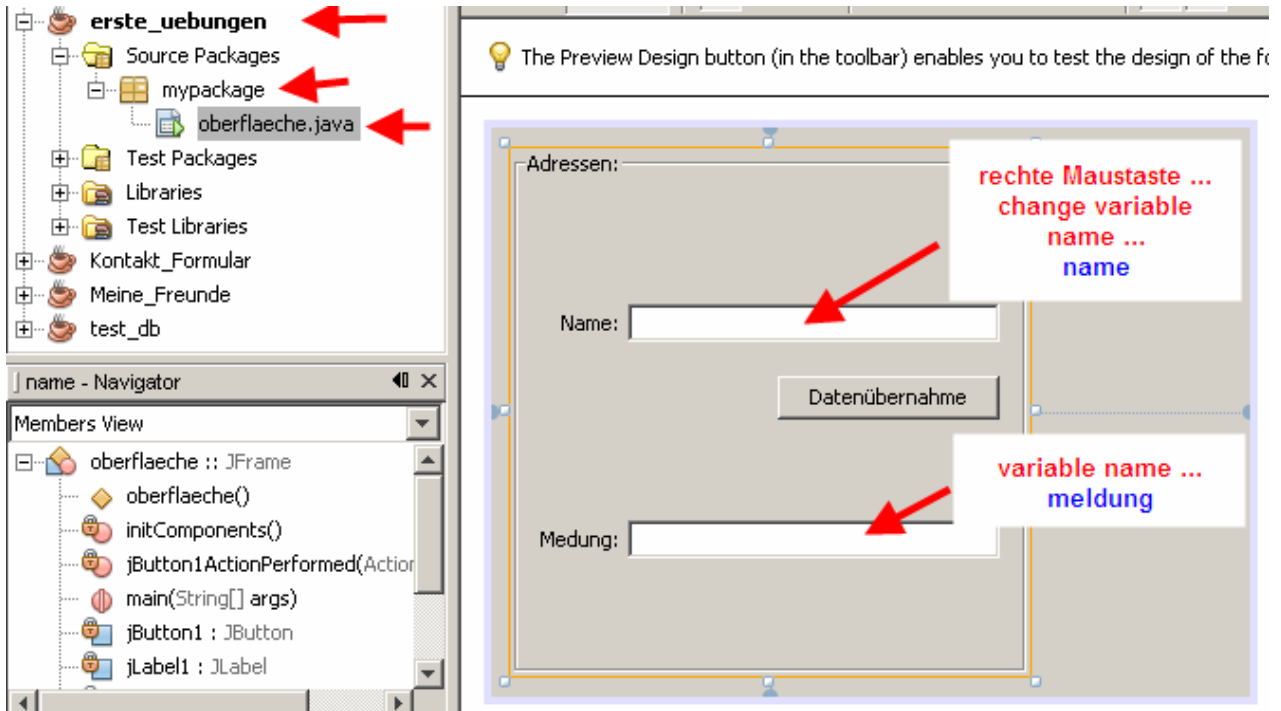 erste_uebungen
Source Packages
mypackage
oberflaeche.java
Test Packages
Libraries
Test Libraries
Kontakt_Formular
Meine_Freunde
test_db
name - Navigator
Members View
oberflaeche :: JFrame
oberflaeche()
initComponents()
jButton1ActionPerformed(Action
main(String[] args)
jButton1 : JButton
jLabel1 : JLabel
The Preview Design button (in the toolbar) enables you to test the design of the fo
Adressen:
rechte Maustaste ...
change variable
name ...
name
Name:
Datenübernahme
variable name ...
meldung
Medung: